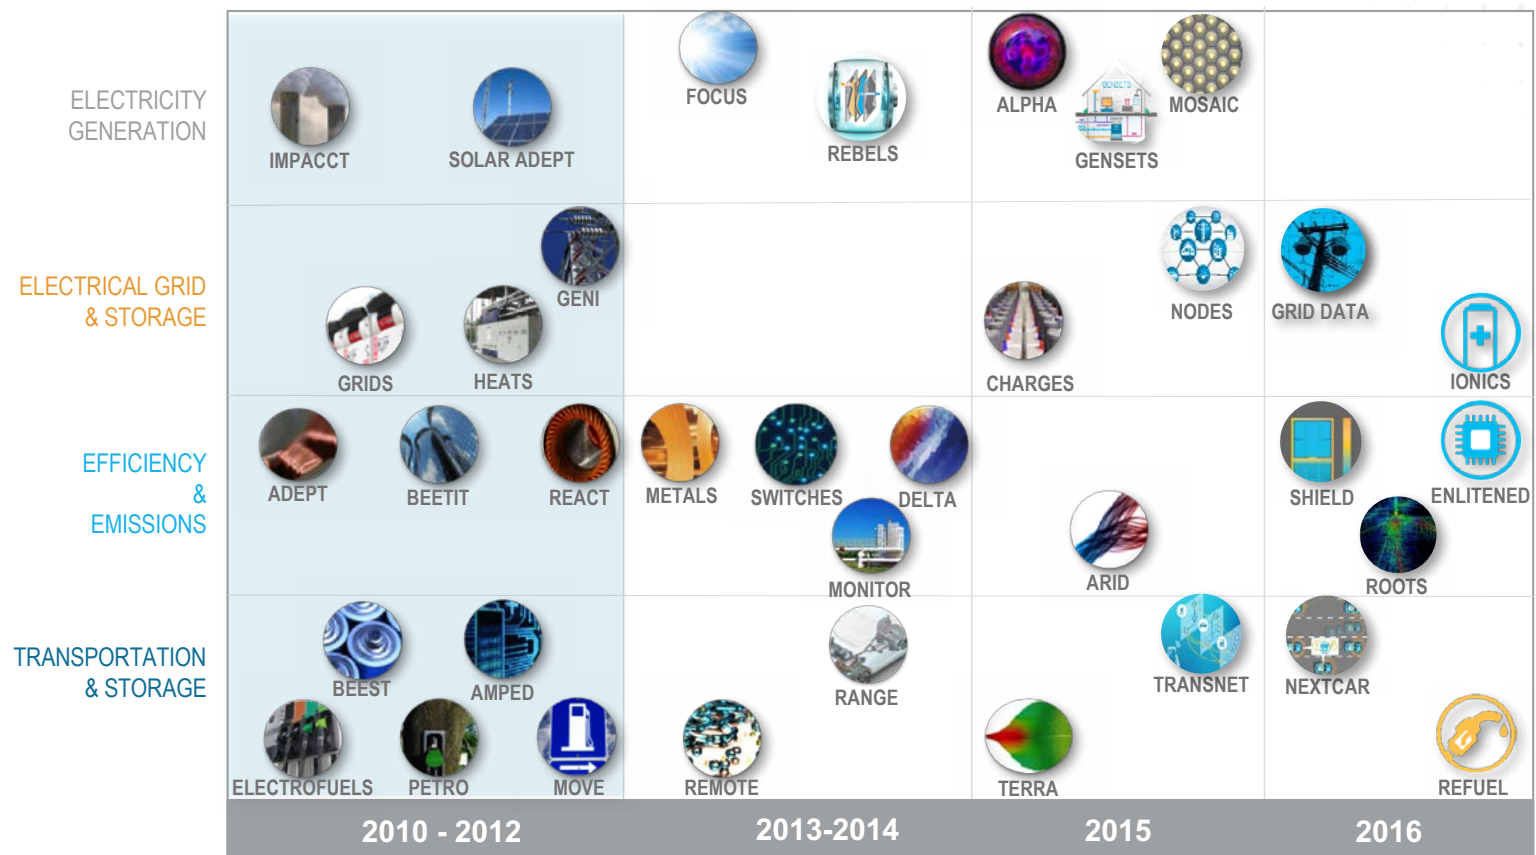 ELECTRICITY
GENERATION
IMPACCT
SOLAR ADEPT
FOCUS
REBELS
ALPHA
GENSETS
GENSETS
MOSAIC
ELECTRICAL GRID
& STORAGE
GRIDS
HEATS
GENI
CHARGES
NODES
GRID DATA
IONICS
EFFICIENCY
&
EMISSIONS
ADEPT
BEETIT
REACT
METALS
SWITCHES
DELTA
MONITOR
ARID
SHIELD
ENLITENED
ROOTS
TRANSPORTATION
& STORAGE
BEEST
AMPED
ELECTROFUELS
PETRO
MOVE
RANGE
REMOTE
TRANSNET
TERRA
NEXTCAR
REFUEL
2010 - 2012
2013-2014
2015
2016